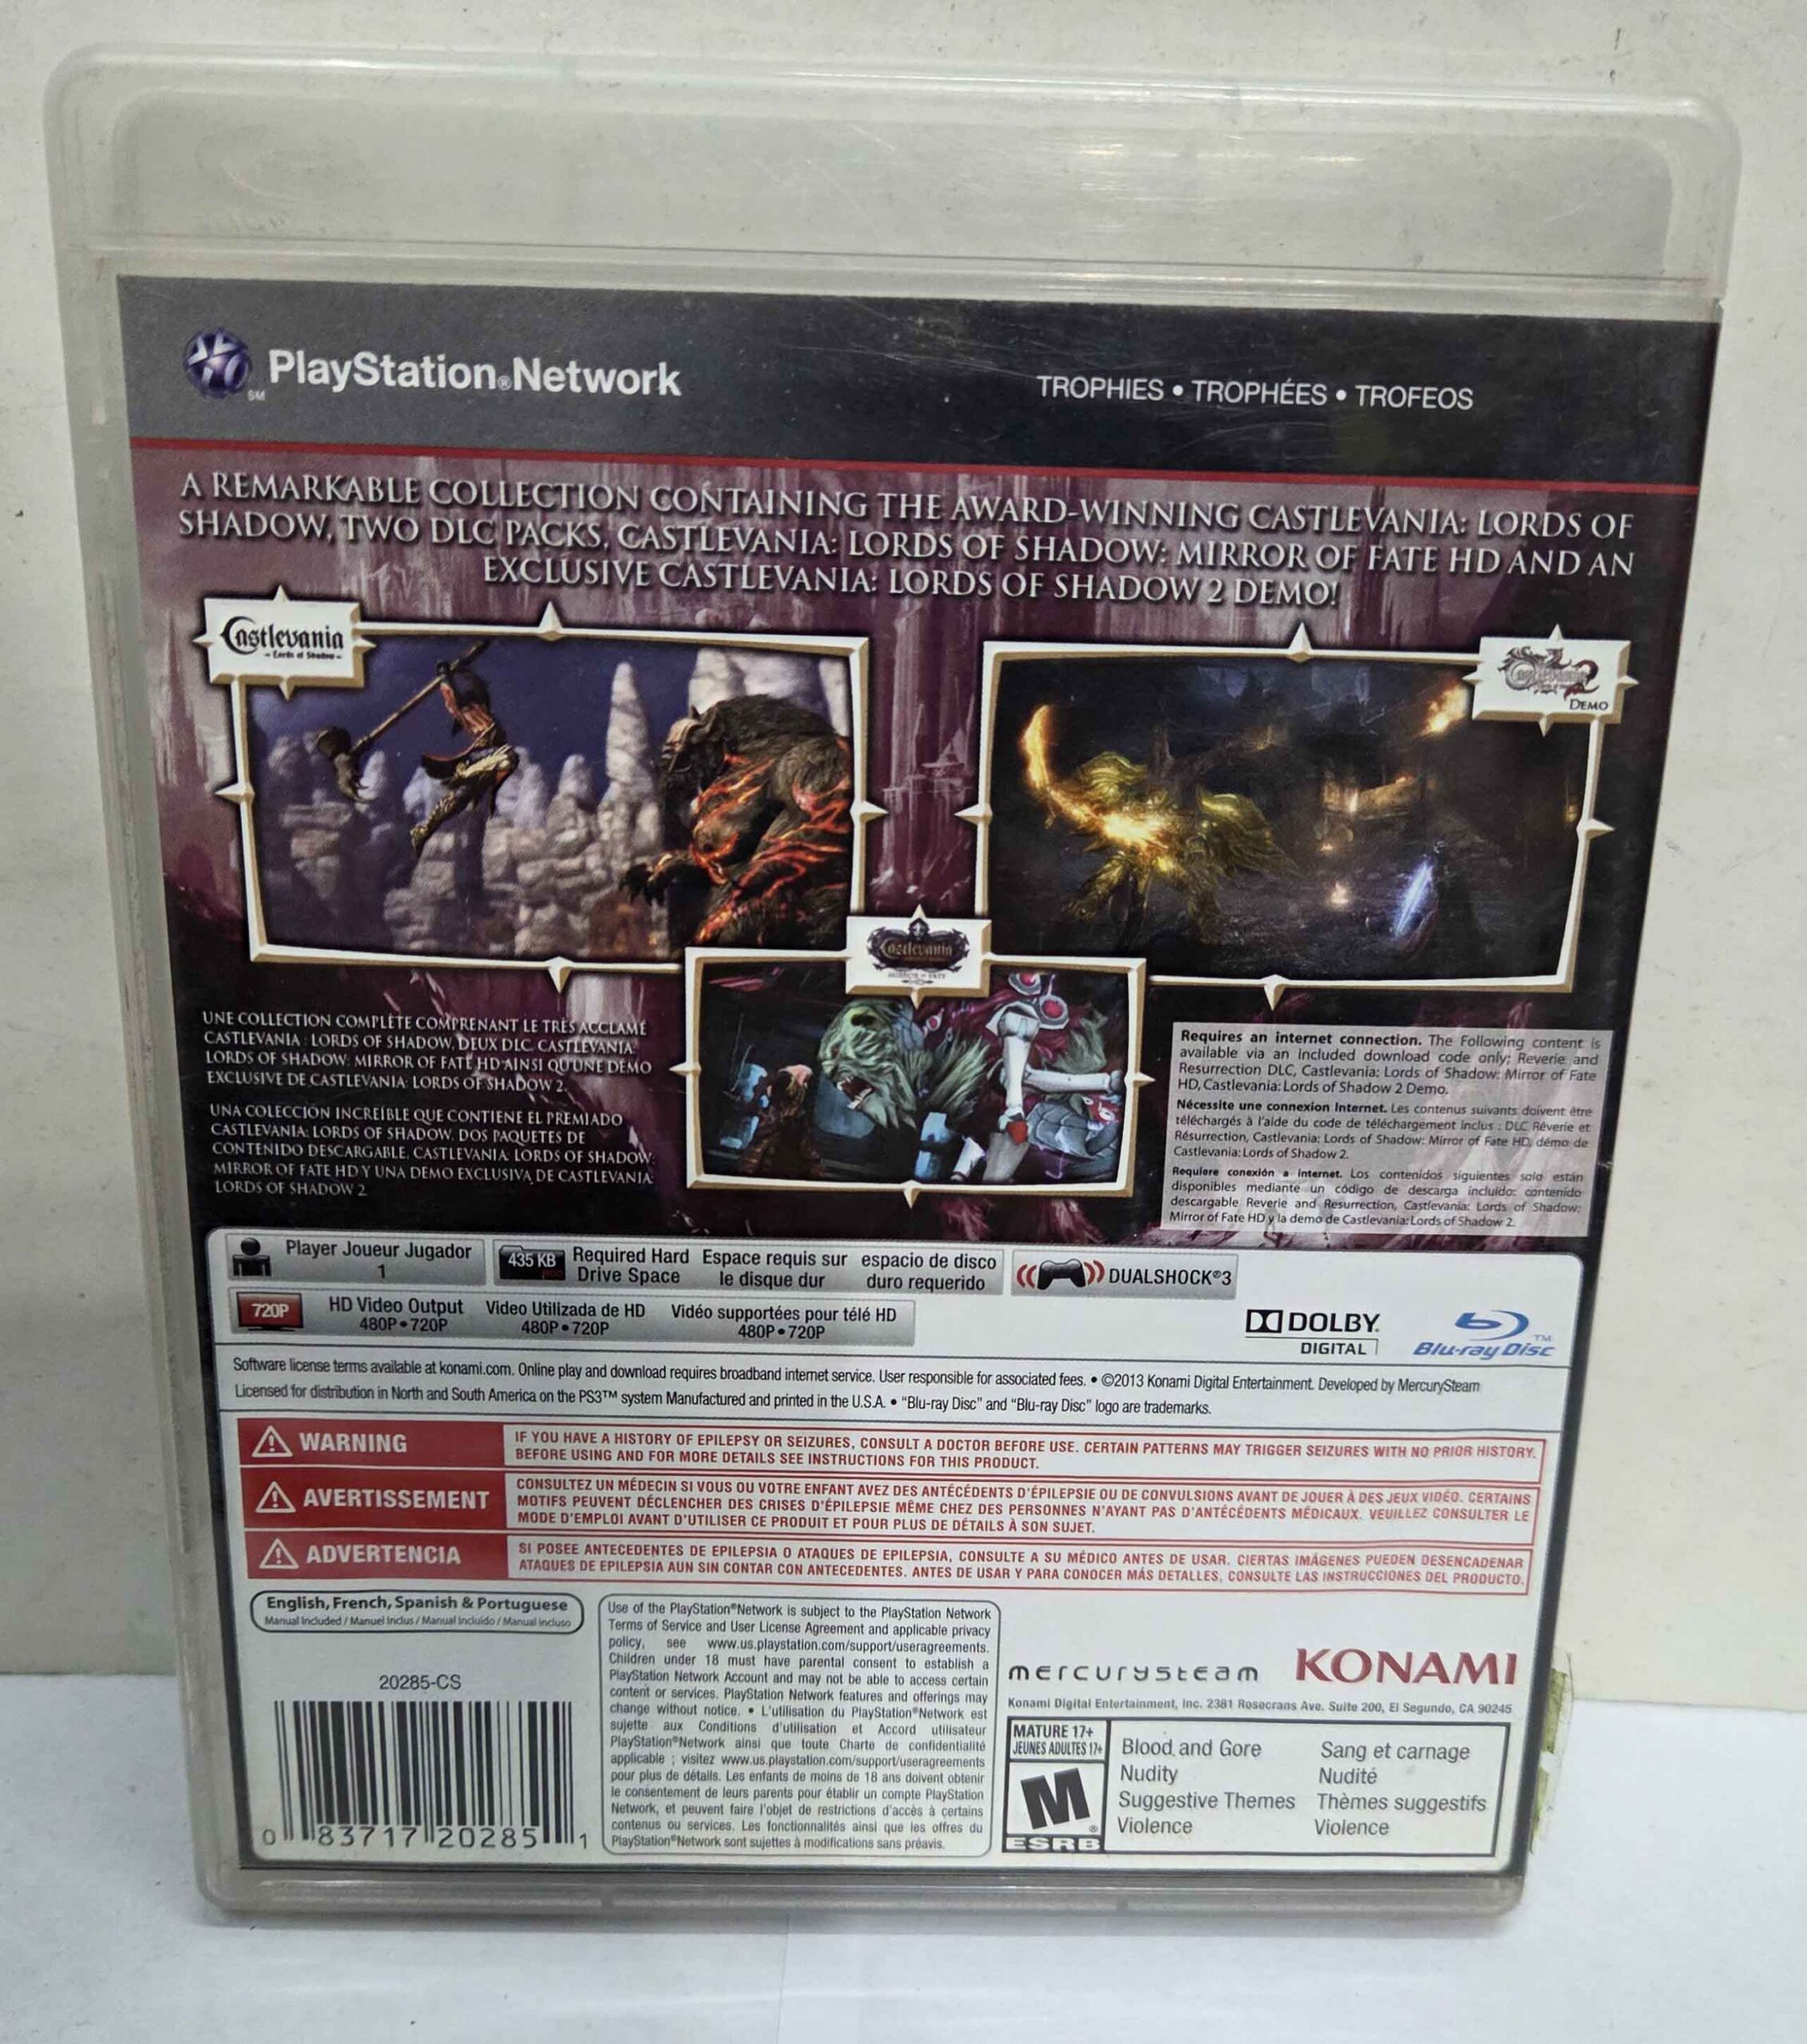 PlayStation®Network
SM
TROPHIES • TROPHÉES • TROFEOS
A REMARKABLE COLLECTION CONTAINING THE AWARD-WINNING CASTLEVANIA: LORDS OF
SHADOW, TWO DLC PACKS, CASTLEVANIA: LORDS OF SHADOW: MIRROR OF FATE HD AND AN
EXCLUSIVE CASTLEVANIA: LORDS OF SHADOW 2 DEMO!
Castlevania
- Lords of Shadow -
Castlevania 2
DEMO
Castlevania
MIRROR OF FATE
UNE COLLECTION COMPLÈTE COMPRENANT LE TRÈS ACCLAMÉ
CASTLEVANIA : LORDS OF SHADOW, DEUX DLC, CASTLEVANIA:
LORDS OF SHADOW: MIRROR OF FATE HD AINSI QU'UNE DÉMO
EXCLUSIVE DE CASTLEVANIA: LORDS OF SHADOW 2.
UNA COLECCIÓN INCREÍBLE QUE CONTIENE EL PREMIADO
CASTLEVANIA: LORDS OF SHADOW, DOS PAQUETES DE
CONTENIDO DESCARGABLE, CASTLEVANIA: LORDS OF SHADOW:
MIRROR OF FATE HD Y UNA DEMO EXCLUSIVA DE CASTLEVANIA:
LORDS OF SHADOW 2
Requires an internet connection. The Following content is
available via an included download code only: Reverie and
Resurrection DLC, Castlevania: Lords of Shadow: Mirror of Fate
HD, Castlevania: Lords of Shadow 2 Demo.
Nécessite une connexion Internet. Les contenus suivants doivent être
téléchargés à l'aide du code de téléchargement inclus : DLC Rêverie et
Résurrection, Castlevania: Lords of Shadow: Mirror of Fate HD, démo de
Castlevania: Lords of Shadow 2.
Requiere conexión a Internet. Los contenidos siguientes solo están
disponibles mediante un código de descarga incluido: contenido
descargable Reverie and Resurrection, Castlevania: Lords of Shadow:
Mirror of Fate HD y la demo de Castlevania: Lords of Shadow 2.
Player Joueur Jugador
1
435 KB
Required Hard Drive Space
Espace requis sur le disque dur
espacio de disco duro requerido
DUALSHOCK®3
720P
HD Video Output
480P•720P
Video Utilizada de HD
480P•720P
Vidéo supportées pour télé HD
480P•720P
DOLBY
DIGITAL
Blu-ray Disc™
Software license terms available at konami.com. Online play and download requires broadband internet service. User responsible for associated fees. • ©2013 Konami Digital Entertainment. Developed by MercurySteam
Licensed for distribution in North and South America on the PS3™ system Manufactured and printed in the U.S.A. • “Blu-ray Disc” and “Blu-ray Disc” logo are trademarks.
WARNING
IF YOU HAVE A HISTORY OF EPILEPSY OR SEIZURES, CONSULT A DOCTOR BEFORE USE. CERTAIN PATTERNS MAY TRIGGER SEIZURES WITH NO PRIOR HISTORY.
BEFORE USING AND FOR MORE DETAILS SEE INSTRUCTIONS FOR THIS PRODUCT.
AVERTISSEMENT
CONSULTEZ UN MÉDECIN SI VOUS OU VOTRE ENFANT AVEZ DES ANTÉCÉDENTS D'ÉPILEPSIE OU DE CONVULSIONS AVANT DE JOUER À DES JEUX VIDÉO. CERTAINS
MOTIFS PEUVENT DÉCLENCHER DES CRISES D'ÉPILEPSIE MÊME CHEZ DES PERSONNES N'AYANT PAS D'ANTÉCÉDENTS MÉDICAUX. VEUILLEZ CONSULTER LE
MODE D'EMPLOI AVANT D'UTILISER CE PRODUIT ET POUR PLUS DE DÉTAILS À SON SUJET.
ADVERTENCIA
SI POSEE ANTECEDENTES DE EPILEPSIA O ATAQUES DE EPILEPSIA, CONSULTE A SU MÉDICO ANTES DE USAR. CIERTAS IMÁGENES PUEDEN DESENCADENAR
ATAQUES DE EPILEPSIA AUN SIN CONTAR CON ANTECEDENTES. ANTES DE USAR Y PARA CONOCER MÁS DETALLES, CONSULTE LAS INSTRUCCIONES DEL PRODUCTO.
English, French, Spanish & Portuguese
Manual Included / Manuel Inclus / Manual Incluido / Manual incluso
20285-CS
0 83717 20285 1
Use of the PlayStation®Network is subject to the PlayStation Network
Terms of Service and User License Agreement and applicable privacy
policy, see www.us.playstation.com/support/useragreements.
Children under 18 must have parental consent to establish a
PlayStation Network Account and may not be able to access certain
content or services. PlayStation Network features and offerings may
change without notice. • L'utilisation du PlayStation®Network est
sujette aux Conditions d'utilisation et Accord utilisateur
PlayStation®Network ainsi que toute Charte de confidentialité
applicable ; visitez www.us.playstation.com/support/useragreements
pour plus de détails. Les enfants de moins de 18 ans doivent obtenir
le consentement de leurs parents pour établir un compte PlayStation
Network, et peuvent faire l'objet de restrictions d'accès à certains
contenus ou services. Les fonctionnalités ainsi que les offres du
PlayStation®Network sont sujettes à modifications sans préavis.
mercurysteam
KONAMI
Konami Digital Entertainment, Inc. 2381 Rosecrans Ave. Suite 200, El Segundo, CA 90245
MATURE 17+
JEUNES ADULTES 17+
M®
ESRB
Blood and Gore
Nudity
Suggestive Themes
Violence
Sang et carnage
Nudité
Thèmes suggestifs
Violence